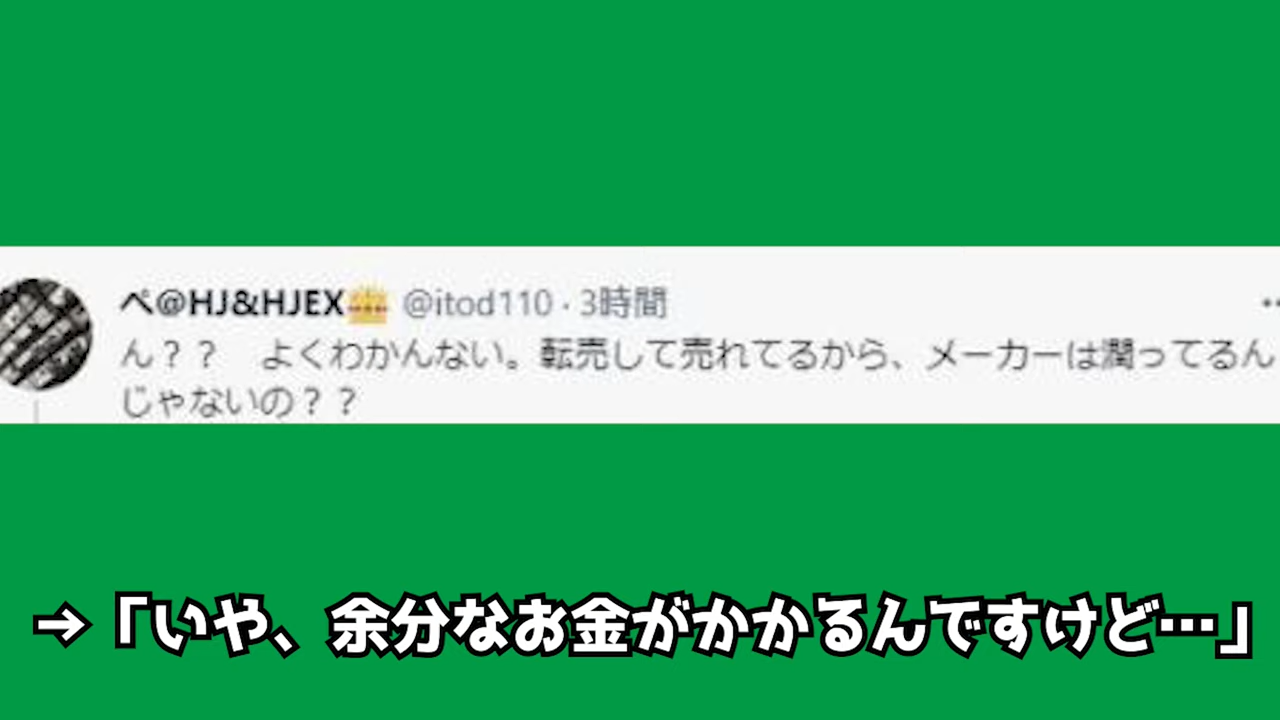 ペ@HJ&HJEX👑 @itod110・3時間
ん？？　よくわかんない。転売して売れてるから、メーカーは潤ってるん
じゃないの？？
→「いや、余分なお金がかかるんですけど…」